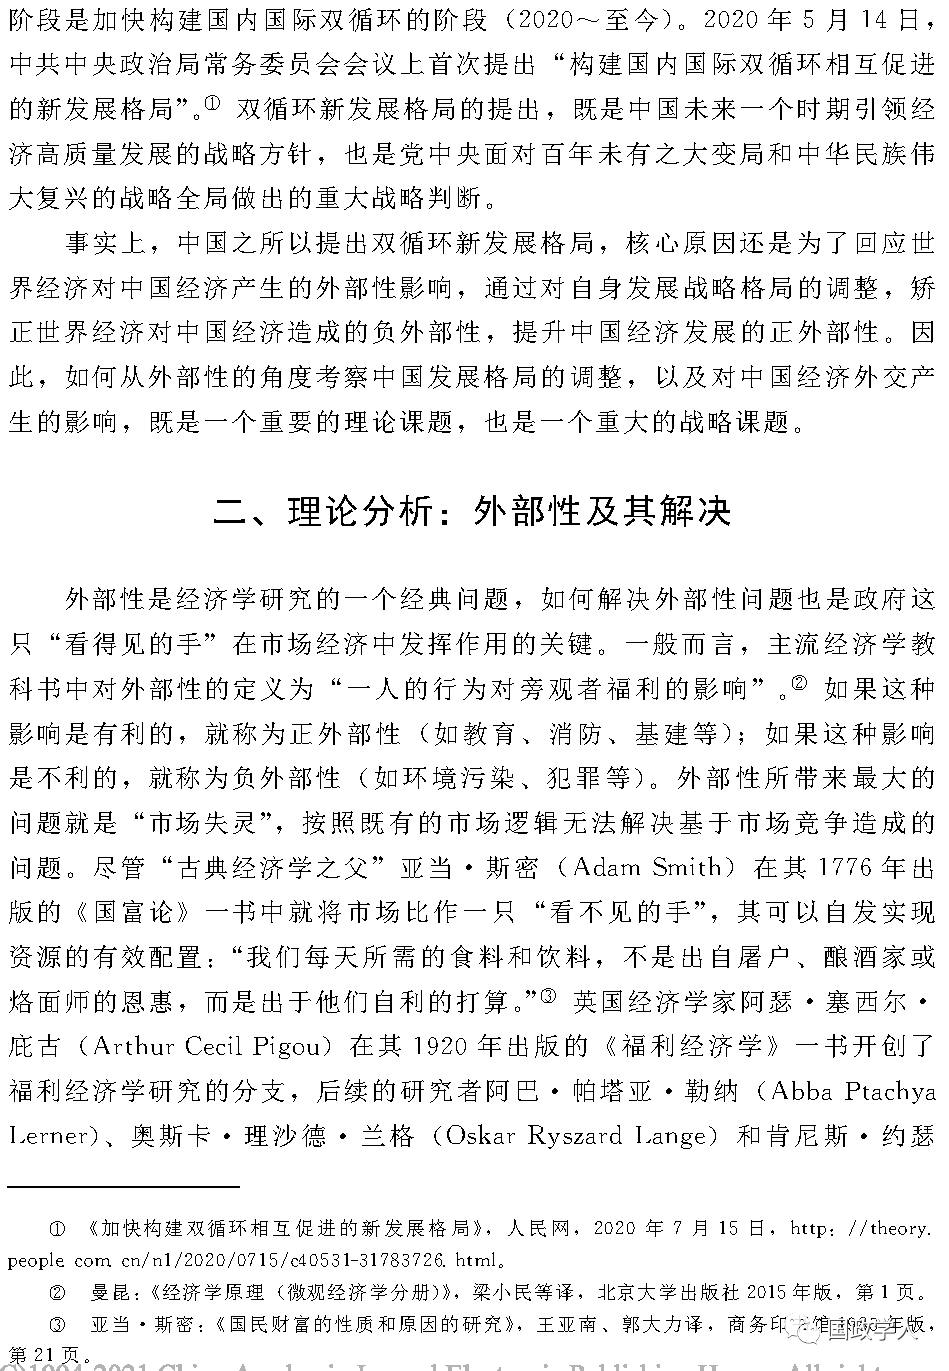 阶段是加快构建国内国际双循环的阶段（2020～至今）。2020 年 5 月 14 日，
中共中央政治局常务委员会会议上首次提出“构建国内国际双循环相互促进
的新发展格局”。① 双循环新发展格局的提出，既是中国未来一个时期引领经
济高质量发展的战略方针，也是党中央面对百年未有之大变局和中华民族伟
大复兴的战略全局做出的重大战略判断。
事实上，中国之所以提出双循环新发展格局，核心原因还是为了回应世
界经济对中国经济产生的外部性影响，通过对自身发展战略格局的调整，矫
正世界经济对中国经济造成的负外部性，提升中国经济发展的正外部性。因
此，如何从外部性的角度考察中国发展格局的调整，以及对中国经济外交产
生的影响，既是一个重要的理论课题，也是一个重大的战略课题。
二、理论分析：外部性及其解决
外部性是经济学研究的一个经典问题，如何解决外部性问题也是政府这
只“看得见的手”在市场经济中发挥作用的关键。一般而言，主流经济学教
科书中对外部性的定义为“一人的行为对旁观者福利的影响”。② 如果这种
影响是有利的，就称为正外部性（如教育、消防、基建等）；如果这种影响
是不利的，就称为负外部性（如环境污染、犯罪等）。外部性所带来最大的
问题就是“市场失灵”，按照既有的市场逻辑无法解决基于市场竞争造成的
问题。尽管“古典经济学之父”亚当·斯密（Adam Smith）在其 1776 年出
版的《国富论》一书中就将市场比作一只“看不见的手”，其可以自发实现
资源的有效配置：“我们每天所需的食料和饮料，不是出自屠户、酿酒家或
烙面师的恩惠，而是出于他们自利的打算。”③ 英国经济学家阿瑟·塞西尔·
庇古（Arthur Cecil Pigou）在其 1920 年出版的《福利经济学》一书开创了
福利经济学研究的分支，后续的研究者阿巴·帕塔亚·勒纳（Abba Ptachya
Lerner）、奥斯卡·理沙德·兰格（Oskar Ryszard Lange）和肯尼斯·约瑟
① 《加快构建双循环相互促进的新发展格局》，人民网，2020 年 7 月 15 日，http：//theory.
people. com. cn/n1/2020/0715/c40531-31783726. html。
② 曼昆：《经济学原理（微观经济学分册）》，梁小民等译，北京大学出版社 2015 年版，第 1 页。
③ 亚当·斯密：《国民财富的性质和原因的研究》，王亚南、郭大力译，商务印 年版，
国政学人
第 21 页。